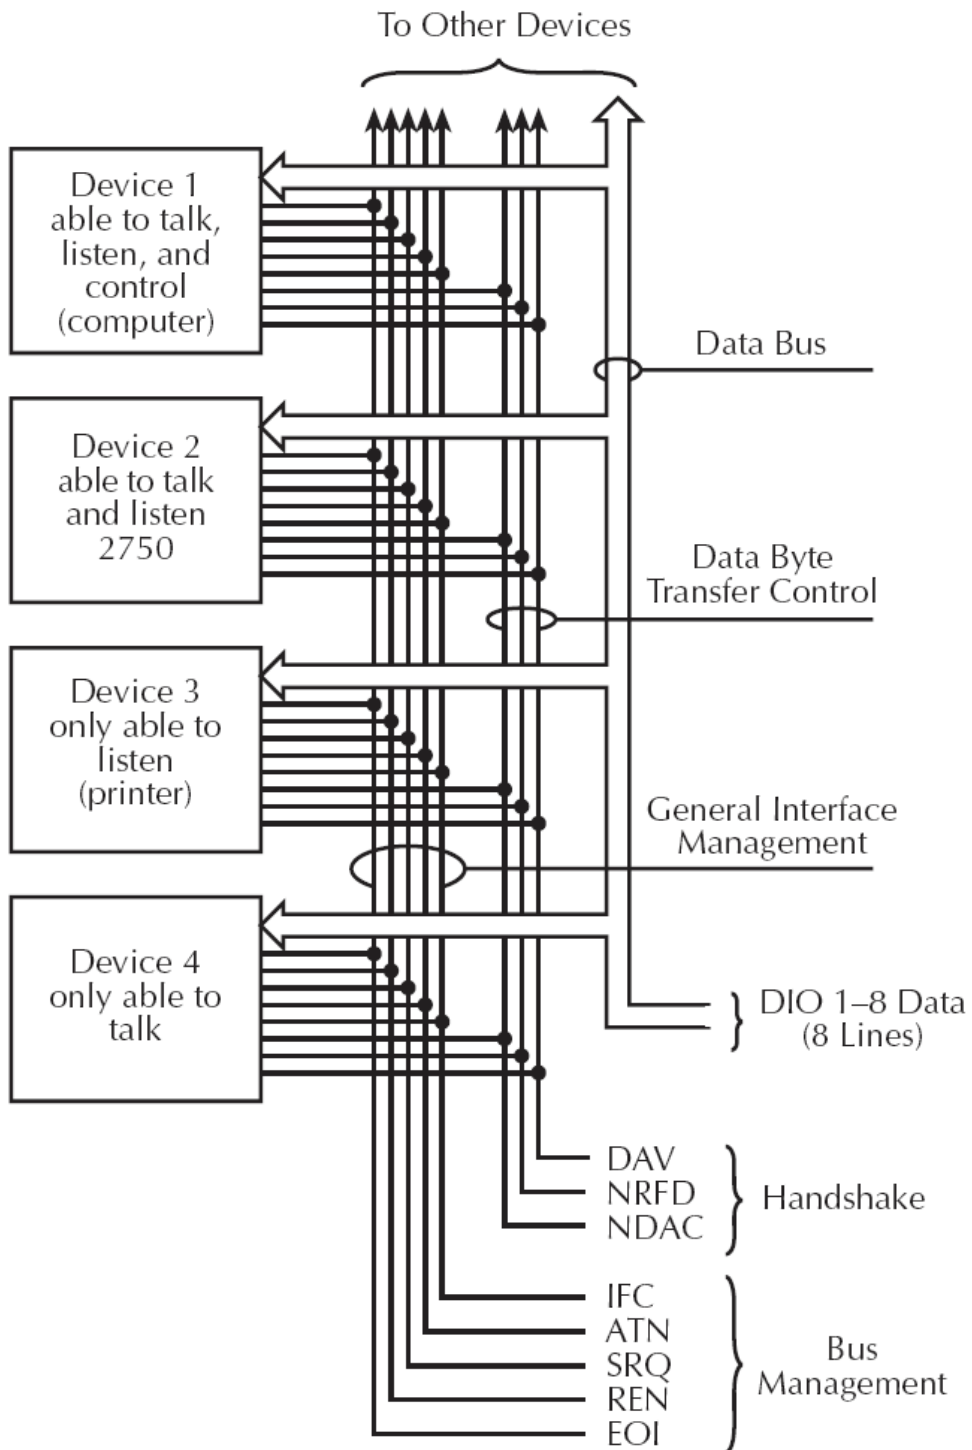 To Other Devices
Device 1
able to talk,
listen, and
control
(computer)
Data Bus
Device 2
able to talk
and listen
2750
Data Byte
Transfer Control
Device 3
only able to
listen
(printer)
General Interface
Management
Device 4
only able to
talk
DIO 1–8 Data
(8 Lines)
DAV
NRFD
NDAC
Handshake
IFC
ATN
SRQ
REN
EOI
Bus
Management